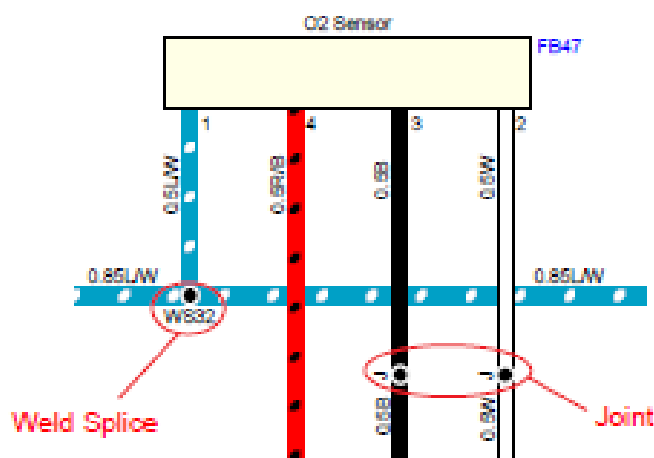 O2 Sensor
FB47
1
4
3
2
0.5L/W
0.5R/B
0.5B
0.5W
0.85L/W
0.85L/W
WS32
J
J
0.5B
0.5W
Weld Splice
Joint